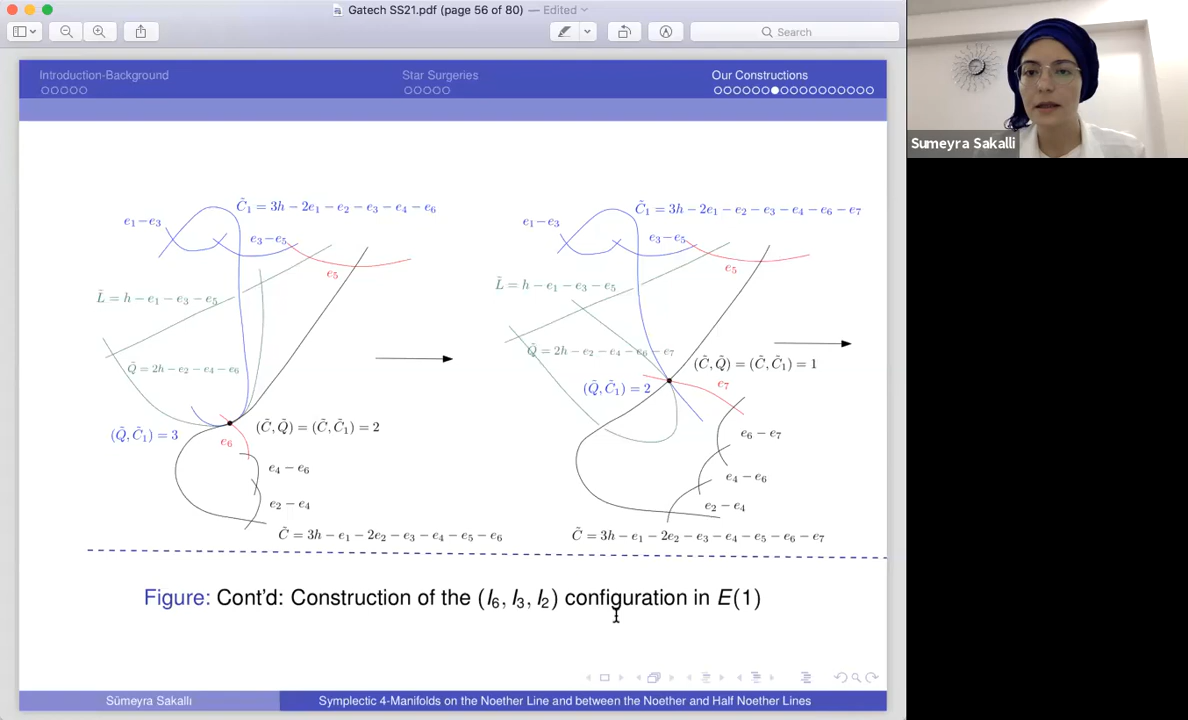 Gatech SS21.pdf (page 56 of 80) — Edited
Search
Introduction-Background
Star Surgeries
Our Constructions
C̃₁ = 3h − 2e₁ − e₂ − e₃ − e₄ − e₆
e₁−e₃
e₃−e₅
e₅
L̃ = h − e₁ − e₃ − e₅
Q̃ = 2h − e₂ − e₄ − e₆
(Q̃, C̃₁) = 3
(C̃, Q̃) = (C̃, C̃₁) = 2
e₆
e₄ − e₆
e₂ − e₄
C̃ = 3h − e₁ − 2e₂ − e₃ − e₄ − e₅ − e₆
C̃₁ = 3h − 2e₁ − e₂ − e₃ − e₄ − e₆ − e₇
e₁−e₃
e₃−e₅
e₅
L̃ = h − e₁ − e₃ − e₅
Q̃ = 2h − e₂ − e₄ − e₆ − e₇
(C̃, Q̃) = (C̃, C̃₁) = 1
(Q̃, C̃₁) = 2
e₇
e₆ − e₇
e₄ − e₆
e₂ − e₄
C̃ = 3h − e₁ − 2e₂ − e₃ − e₄ − e₅ − e₆ − e₇
Figure: Cont'd: Construction of the (I₆, I₃, I₂) configuration in E(1)
Sümeyra Sakallı
Symplectic 4-Manifolds on the Noether Line and between the Noether and Half Noether Lines
Sumeyra Sakalli